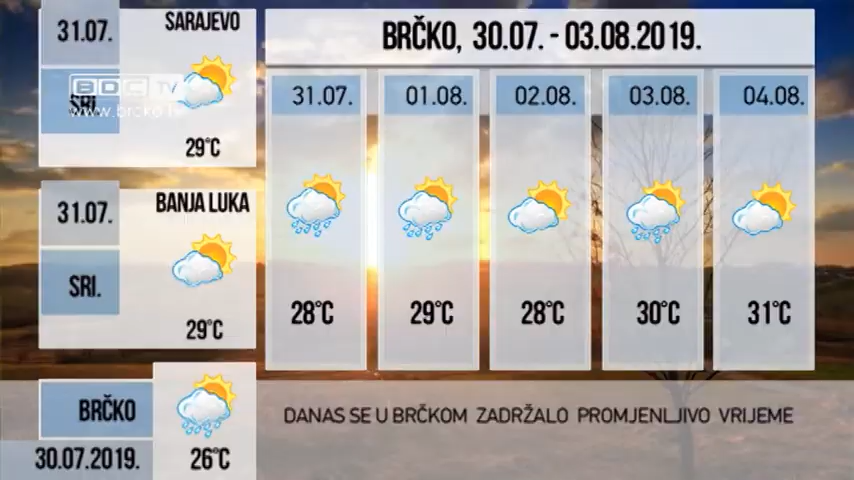 31.07.
SARAJEVO
BDC TV
SRI.
www.brcko.tv
29°C
31.07.
BANJA LUKA
SRI.
29°C
BRČKO
30.07.2019.
26°C
BRČKO, 30.07. - 03.08.2019.
31.07. 01.08. 02.08. 03.08. 04.08.
28°C 29°C 28°C 30°C 31°C
DANAS SE U BRČKOM ZADRŽALO PROMJENLJIVO VRIJEME